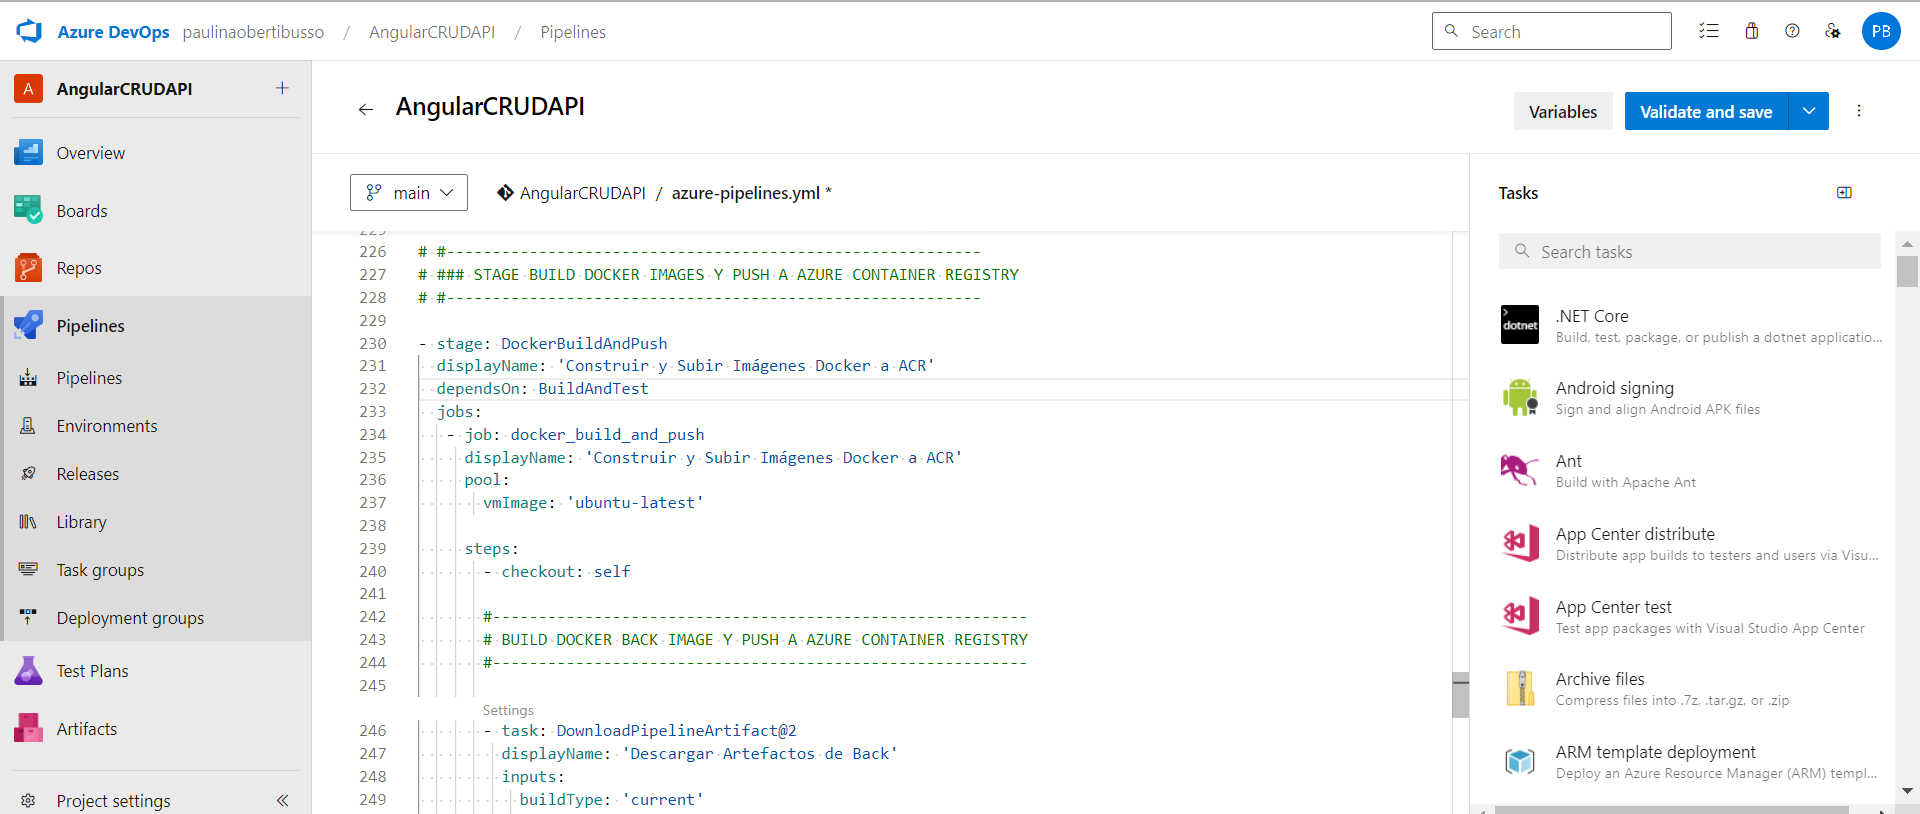 Azure DevOps paulinaobertibusso / AngularCRUDAPI / Pipelines
Search
PB
A AngularCRUDAPI +
Overview
Boards
Repos
Pipelines
Pipelines
Environments
Releases
Library
Task groups
Deployment groups
Test Plans
Artifacts
Project settings
AngularCRUDAPI
Variables
Validate and save
main
AngularCRUDAPI / azure-pipelines.yml *
225
226 # #----------------------------------------------------------
227 # ### STAGE BUILD DOCKER IMAGES Y PUSH A AZURE CONTAINER REGISTRY
228 # #----------------------------------------------------------
229
230 - stage: DockerBuildAndPush
231 displayName: 'Construir y Subir Imágenes Docker a ACR'
232 dependsOn: BuildAndTest
233 jobs:
234 - job: docker_build_and_push
235 displayName: 'Construir y Subir Imágenes Docker a ACR'
236 pool:
237 vmImage: 'ubuntu-latest'
238
239 steps:
240 - checkout: self
241
242 #----------------------------------------------------------
243 # BUILD DOCKER BACK IMAGE Y PUSH A AZURE CONTAINER REGISTRY
244 #----------------------------------------------------------
245
Settings
246 - task: DownloadPipelineArtifact@2
247 displayName: 'Descargar Artefactos de Back'
248 inputs:
249 buildType: 'current'
Tasks
Search tasks
dotnet
.NET Core
Build, test, package, or publish a dotnet applicatio...
Android signing
Sign and align Android APK files
Ant
Build with Apache Ant
App Center distribute
Distribute app builds to testers and users via Visu...
App Center test
Test app packages with Visual Studio App Center
Archive files
Compress files into .7z, .tar.gz, or .zip
ARM template deployment
Deploy an Azure Resource Manager (ARM) templ...